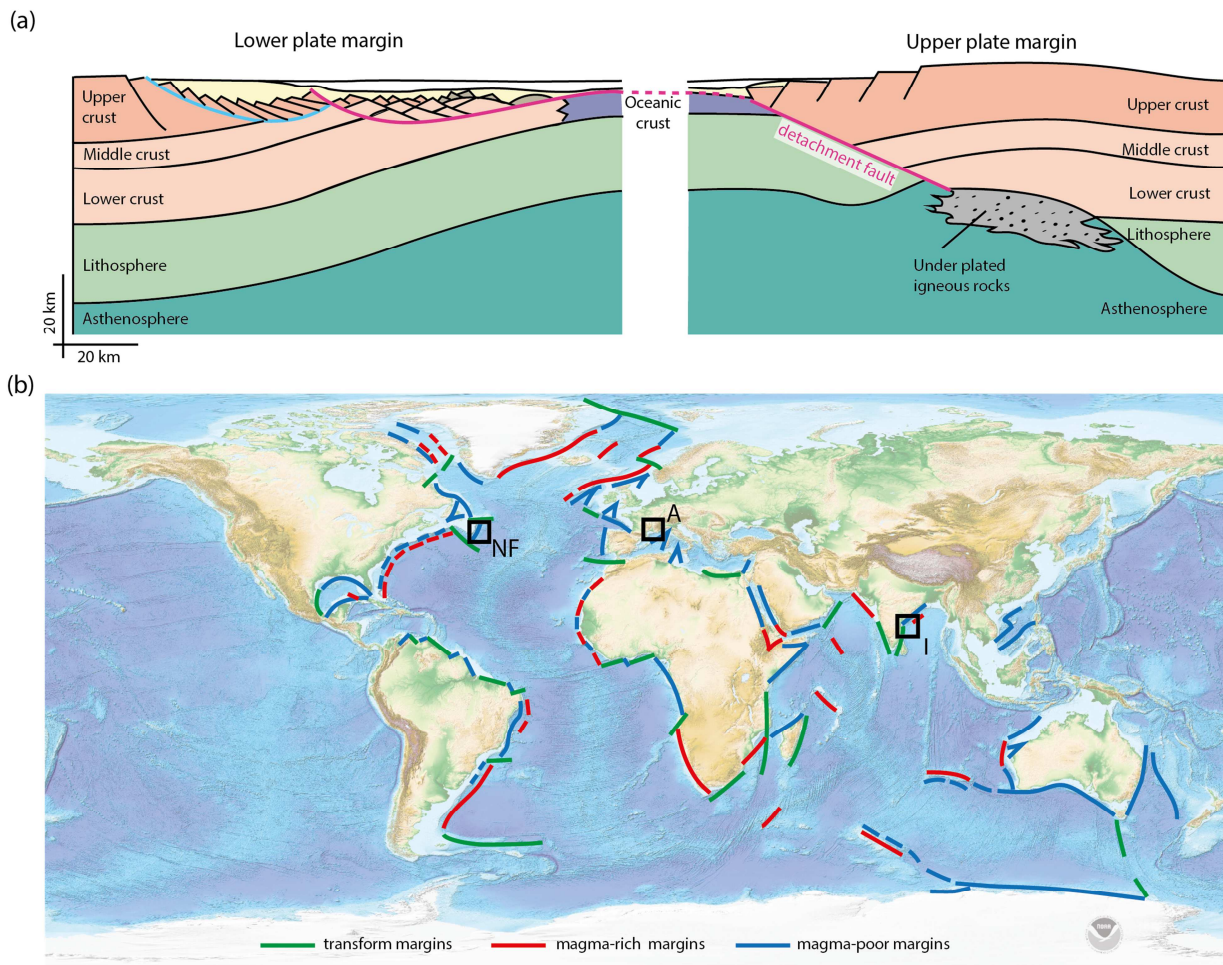 (a)
Lower plate margin
Upper plate margin
Upper
crust
Middle crust
Lower crust
Lithosphere
Asthenosphere
20 km
20 km
Oceanic
crust
detachment fault
Under plated
igneous rocks
Upper crust
Middle crust
Lower crust
Lithosphere
Asthenosphere
(b)
NF
A
I
transform margins
magma-rich margins
magma-poor margins